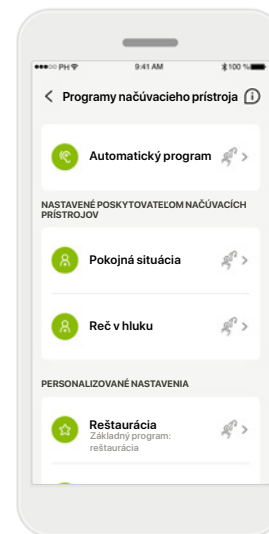 PH 9:41 AM 100 %
Programy načúvacieho prístroja
Automatický program
NASTAVENÉ POSKYTOVATEĽOM NAČÚVACÍCH
PRÍSTROJOV
Pokojná situácia
Reč v hluku
PERSONALIZOVANÉ NASTAVENIA
Reštaurácia
Základný program:
reštaurácia